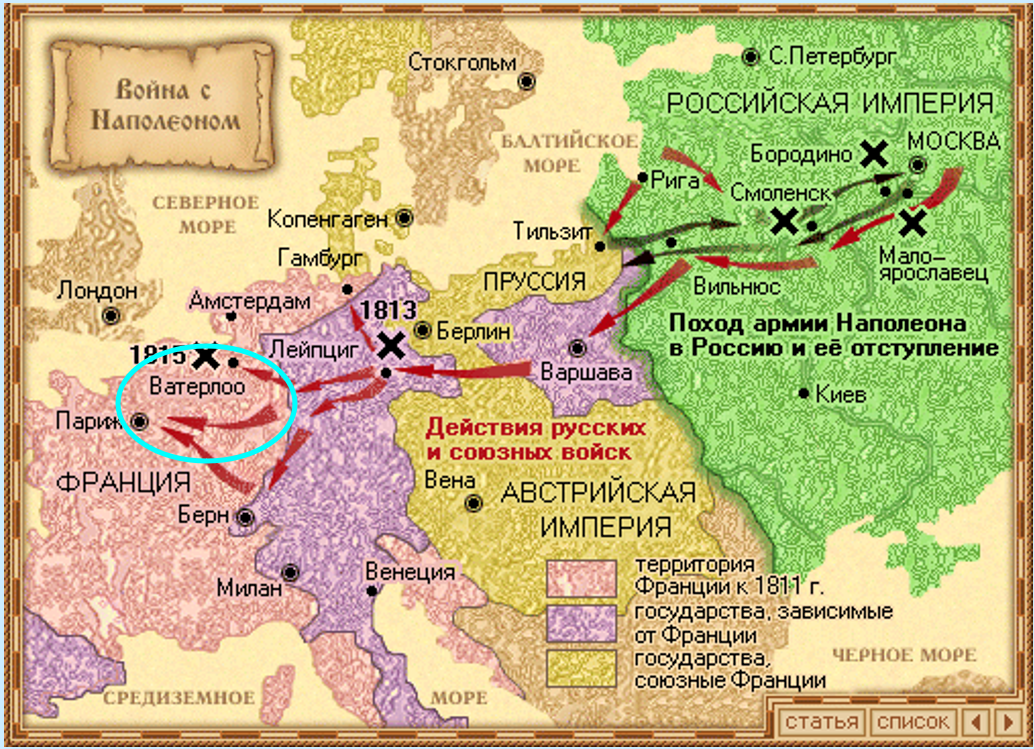 Война с
Наполеоном
Стокгольм
С.Петербург
РОССИЙСКАЯ ИМПЕРИЯ
БАЛТИЙСКОЕ
МОРЕ
Бородино
МОСКВА
Рига
Смоленск
СЕВЕРНОЕ
МОРЕ
Копенгаген
Тильзит
Мало–
ярославец
Гамбург
ПРУССИЯ
Вильнюс
Лондон
Амстердам
1813
Берлин
Поход армии Наполеона
в Россию и её отступление
1815
Лейпциг
Ватерлоо
Варшава
Киев
Париж
Действия русских
и союзных войск
ФРАНЦИЯ
Вена
АВСТРИЙСКАЯ
ИМПЕРИЯ
Берн
Милан
Венеция
территория
Франции к 1811 г.
государства, зависимые
от Франции
государства,
союзные Франции
ЧЕРНОЕ МОРЕ
СРЕДИЗЕМНОЕ
МОРЕ
статья
список